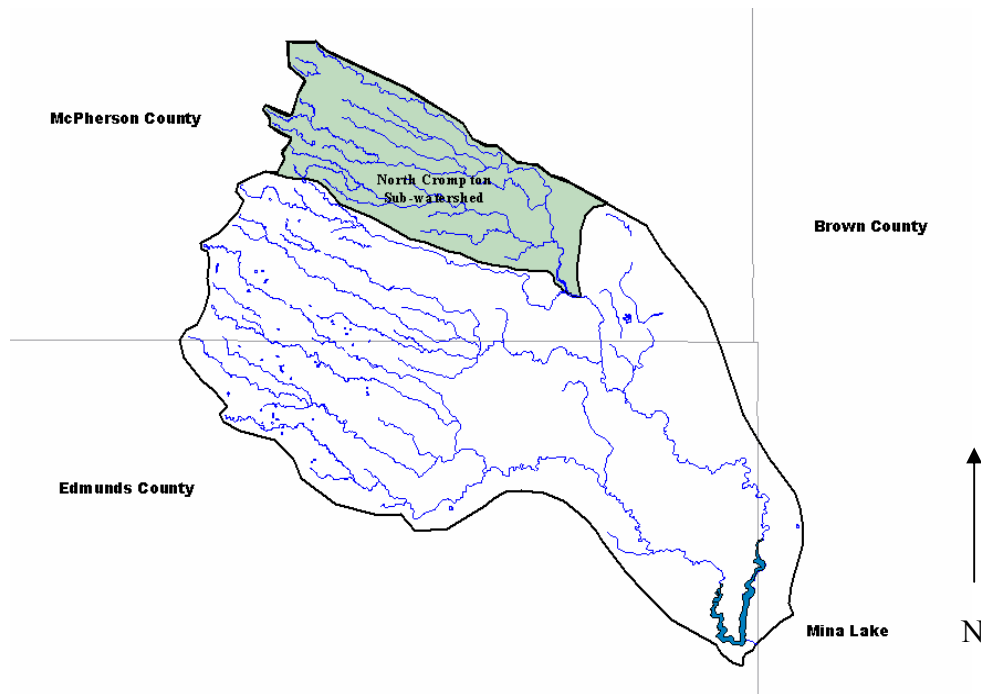 McPherson County
North Crompton
Sub-watershed
Brown County
Edmunds County
Mina Lake
N